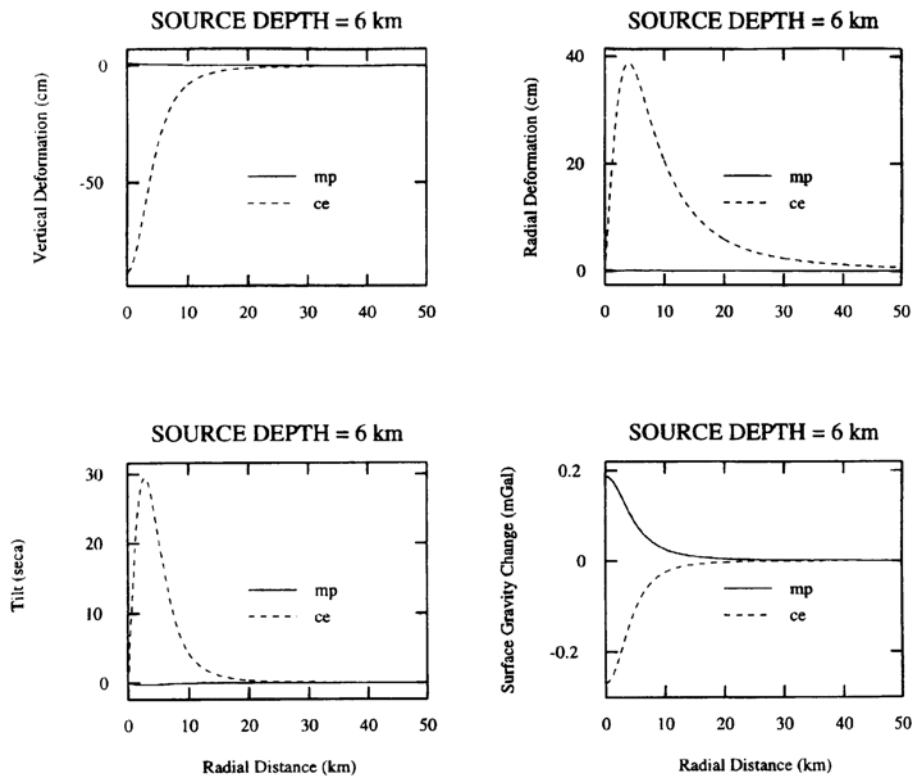 SOURCE DEPTH = 6 km
Vertical Deformation (cm)
0
-50
mp
ce
0 10 20 30 40 50
SOURCE DEPTH = 6 km
Radial Deformation (cm)
40
20
0
mp
ce
0 10 20 30 40 50
SOURCE DEPTH = 6 km
Tilt (seca)
30
20
10
0
mp
ce
0 10 20 30 40 50
Radial Distance (km)
SOURCE DEPTH = 6 km
Surface Gravity Change (mGal)
0.2
0
-0.2
mp
ce
0 10 20 30 40 50
Radial Distance (km)